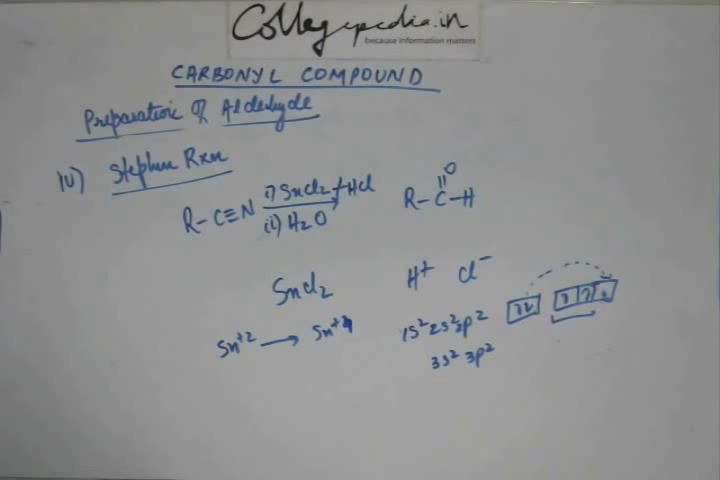 Collegepedia.in
because information matters
CARBONYL COMPOUND
Preparation of Aldehyde
IV) Stephen Rxn
R-C≡N i) SnCl2 + HCl
ii) H2O
O
R-C-H
SnCl2 H+ Cl-
Sn+2 → Sn+4
1s2 2s2 2p2
3s2 3p2